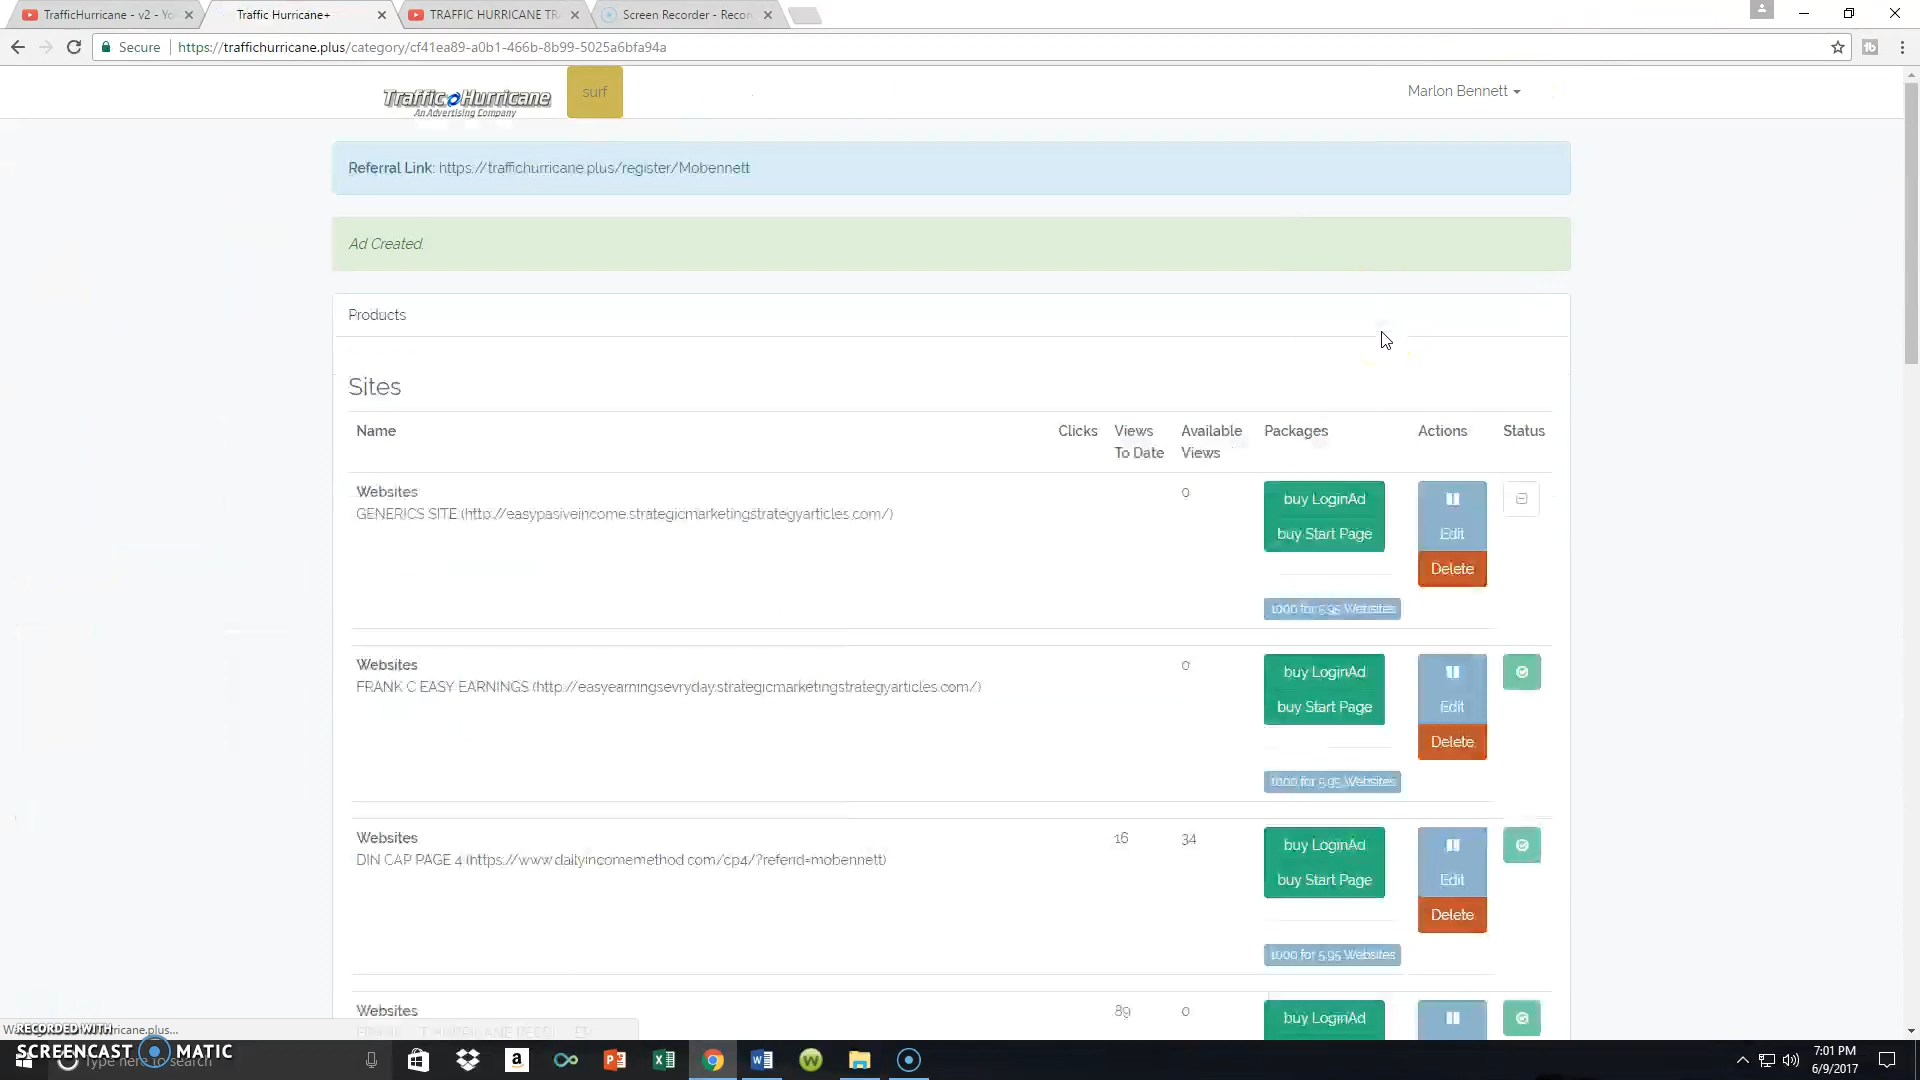 TrafficHurricane - v2 - Yo
Traffic Hurricane+
TRAFFIC HURRICANE TR
Screen Recorder - Recor
Secure
https://traffichurricane.plus/category/cf41ea89-a0b1-466b-8b99-5025a6bfa94a
Traffic Hurricane
An Advertising Company
surf
Marlon Bennett
Referral Link: https://traffichurricane.plus/register/Mobennett
Ad Created.
Products
Sites
Name Clicks Views To Date Available Views Packages Actions Status
Websites 0 buy LoginAd
GENERICS SITE (http://easypasiveincome.strategicmarketingstrategyarticles.com/)
buy Start Page Edit
Delete
1000 for 5.95 Websites
Websites 0 buy LoginAd
FRANK C EASY EARNINGS (http://easyearningsevryday.strategicmarketingstrategyarticles.com/)
buy Start Page Edit
Delete
1000 for 5.95 Websites
Websites 16 34 buy LoginAd
DIN CAP PAGE 4 (https://www.dailyincomemethod.com/cp4/?referid=mobennett)
buy Start Page Edit
Delete
1000 for 5.95 Websites
Websites 89 0 buy LoginAd
RECORDED WITH
SCREENCAST MATIC
Type here to search
7:01 PM
6/9/2017